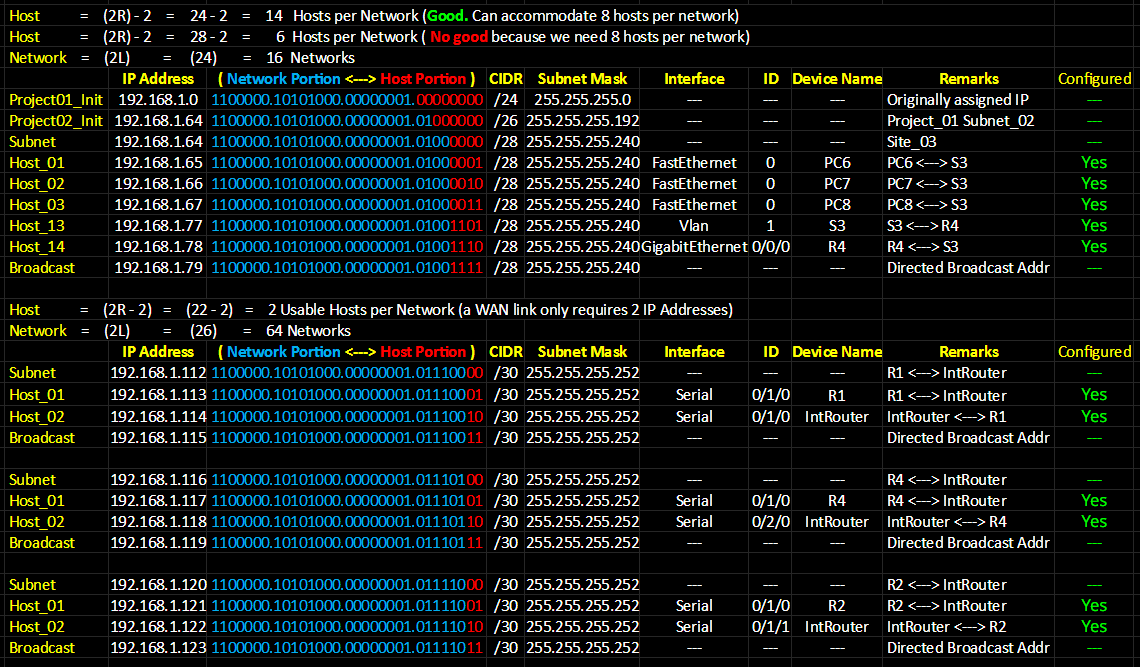 Host = (2R) - 2 = 24 - 2 = 14 Hosts per Network (Good. Can accommodate 8 hosts per network)
Host = (2R) - 2 = 28 - 2 = 6 Hosts per Network ( No good because we need 8 hosts per network)
Network = (2L) = (24) = 16 Networks
IP Address ( Network Portion <---> Host Portion ) CIDR Subnet Mask Interface ID Device Name Remarks Configured
Project01_Init 192.168.1.0 1100000.10101000.00000001.00000000 /24 255.255.255.0 --- --- --- Originally assigned IP ---
Project02_Init 192.168.1.64 1100000.10101000.00000001.01000000 /26 255.255.255.192 --- --- --- Project_01 Subnet_02 ---
Subnet 192.168.1.64 1100000.10101000.00000001.01000000 /28 255.255.255.240 --- --- --- Site_03 ---
Host_01 192.168.1.65 1100000.10101000.00000001.01000001 /28 255.255.255.240 FastEthernet 0 PC6 PC6 <---> S3 Yes
Host_02 192.168.1.66 1100000.10101000.00000001.01000010 /28 255.255.255.240 FastEthernet 0 PC7 PC7 <---> S3 Yes
Host_03 192.168.1.67 1100000.10101000.00000001.01000011 /28 255.255.255.240 FastEthernet 0 PC8 PC8 <---> S3 Yes
Host_13 192.168.1.77 1100000.10101000.00000001.01001101 /28 255.255.255.240 Vlan 1 S3 S3 <---> R4 Yes
Host_14 192.168.1.78 1100000.10101000.00000001.01001110 /28 255.255.255.240 GigabitEthernet 0/0/0 R4 R4 <---> S3 Yes
Broadcast 192.168.1.79 1100000.10101000.00000001.01001111 /28 255.255.255.240 --- --- --- Directed Broadcast Addr ---
Host = (2R - 2) = (22 - 2) = 2 Usable Hosts per Network (a WAN link only requires 2 IP Addresses)
Network = (2L) = (26) = 64 Networks
IP Address ( Network Portion <---> Host Portion ) CIDR Subnet Mask Interface ID Device Name Remarks Configured
Subnet 192.168.1.112 1100000.10101000.00000001.01110000 /30 255.255.255.252 --- --- --- R1 <---> IntRouter ---
Host_01 192.168.1.113 1100000.10101000.00000001.01110001 /30 255.255.255.252 Serial 0/1/0 R1 R1 <---> IntRouter Yes
Host_02 192.168.1.114 1100000.10101000.00000001.01110010 /30 255.255.255.252 Serial 0/1/0 IntRouter IntRouter <---> R1 Yes
Broadcast 192.168.1.115 1100000.10101000.00000001.01110011 /30 255.255.255.252 --- --- --- Directed Broadcast Addr ---
Subnet 192.168.1.116 1100000.10101000.00000001.01110100 /30 255.255.255.252 --- --- --- R4 <---> IntRouter ---
Host_01 192.168.1.117 1100000.10101000.00000001.01110101 /30 255.255.255.252 Serial 0/1/0 R4 R4 <---> IntRouter Yes
Host_02 192.168.1.118 1100000.10101000.00000001.01110110 /30 255.255.255.252 Serial 0/2/0 IntRouter IntRouter <---> R4 Yes
Broadcast 192.168.1.119 1100000.10101000.00000001.01110111 /30 255.255.255.252 --- --- --- Directed Broadcast Addr ---
Subnet 192.168.1.120 1100000.10101000.00000001.01111000 /30 255.255.255.252 --- --- --- R2 <---> IntRouter ---
Host_01 192.168.1.121 1100000.10101000.00000001.01111001 /30 255.255.255.252 Serial 0/1/0 R2 R2 <---> IntRouter Yes
Host_02 192.168.1.122 1100000.10101000.00000001.01111010 /30 255.255.255.252 Serial 0/1/1 IntRouter IntRouter <---> R2 Yes
Broadcast 192.168.1.123 1100000.10101000.00000001.01111011 /30 255.255.255.252 --- --- --- Directed Broadcast Addr ---